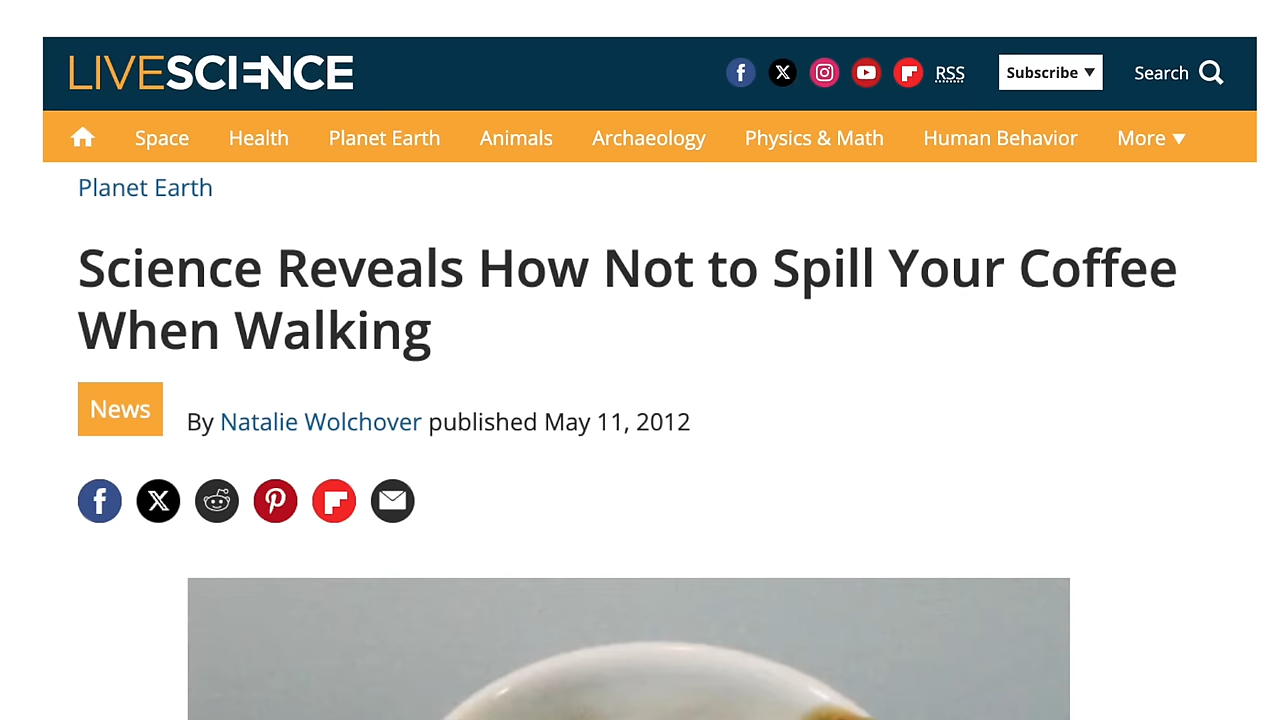 LIVESCIENCE
RSS
Subscribe
Search
Space Health Planet Earth Animals Archaeology Physics & Math Human Behavior More
Planet Earth
Science Reveals How Not to Spill Your Coffee
When Walking
News
By Natalie Wolchover published May 11, 2012